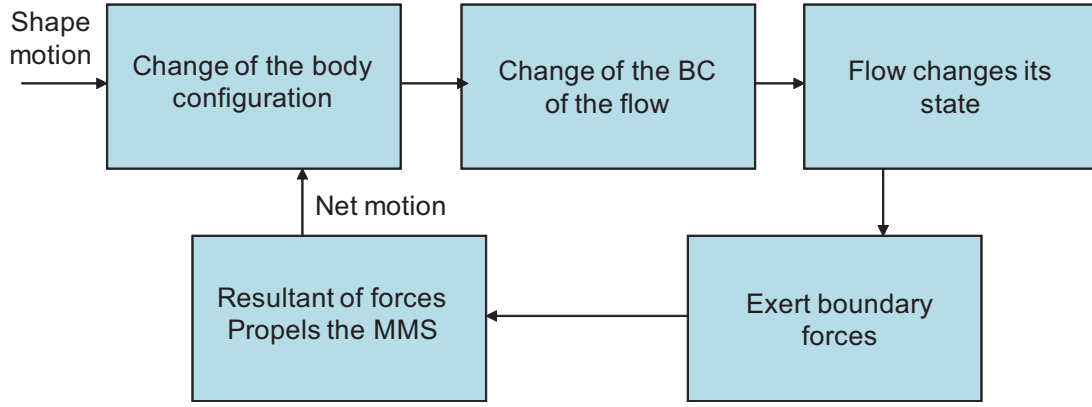 Shape
motion
Change of the body
configuration
Change of the BC
of the flow
Flow changes its
state
Net motion
Resultant of forces
Propels the MMS
Exert boundary
forces